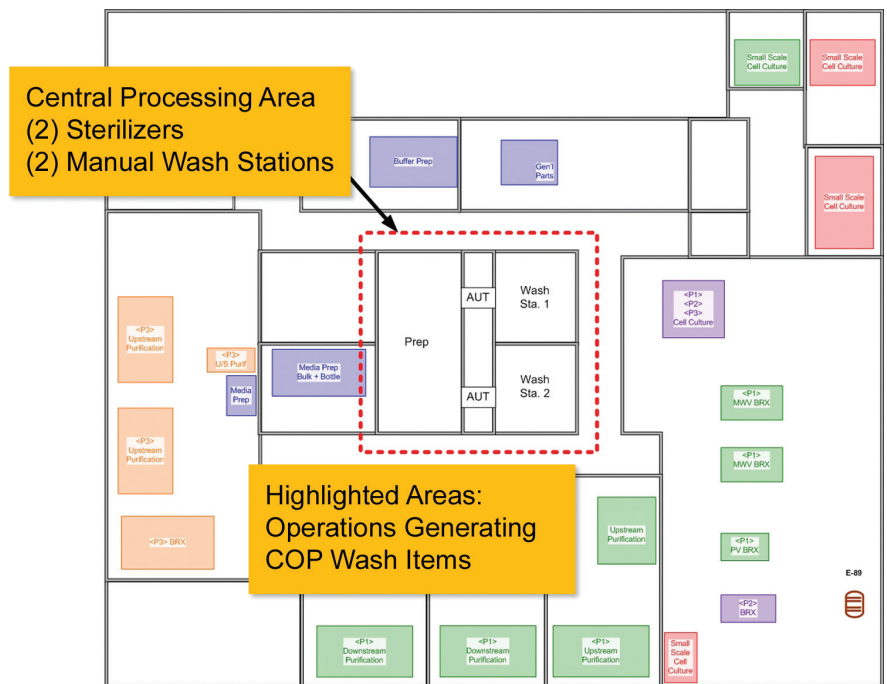 Small Scale
Cell Culture
Small Scale
Cell Culture
Central Processing Area
(2) Sterilizers
(2) Manual Wash Stations
Buffer Prep
Gen'l
Parts
Small Scale
Cell Culture
AUT
Wash
Sta. 1
Prep
<P1>
<P2>
<P3>
Cell Culture
<P3>
Upstream
Purification
<P3>
U/S Purif
Media
Prep
Media Prep
Bulk + Bottle
AUT
Wash
Sta. 2
<P1>
MWV BRX
<P3>
Upstream
Purification
<P1>
MWV BRX
Highlighted Areas:
Operations Generating
COP Wash Items
<P3> BRX
Upstream
Purification
<P1>
PV BRX
E-89
<P2>
BRX
<P1>
Downstream
Purification
<P1>
Downstream
Purification
<P1>
Upstream
Purification
Small
Scale
Cell
Culture